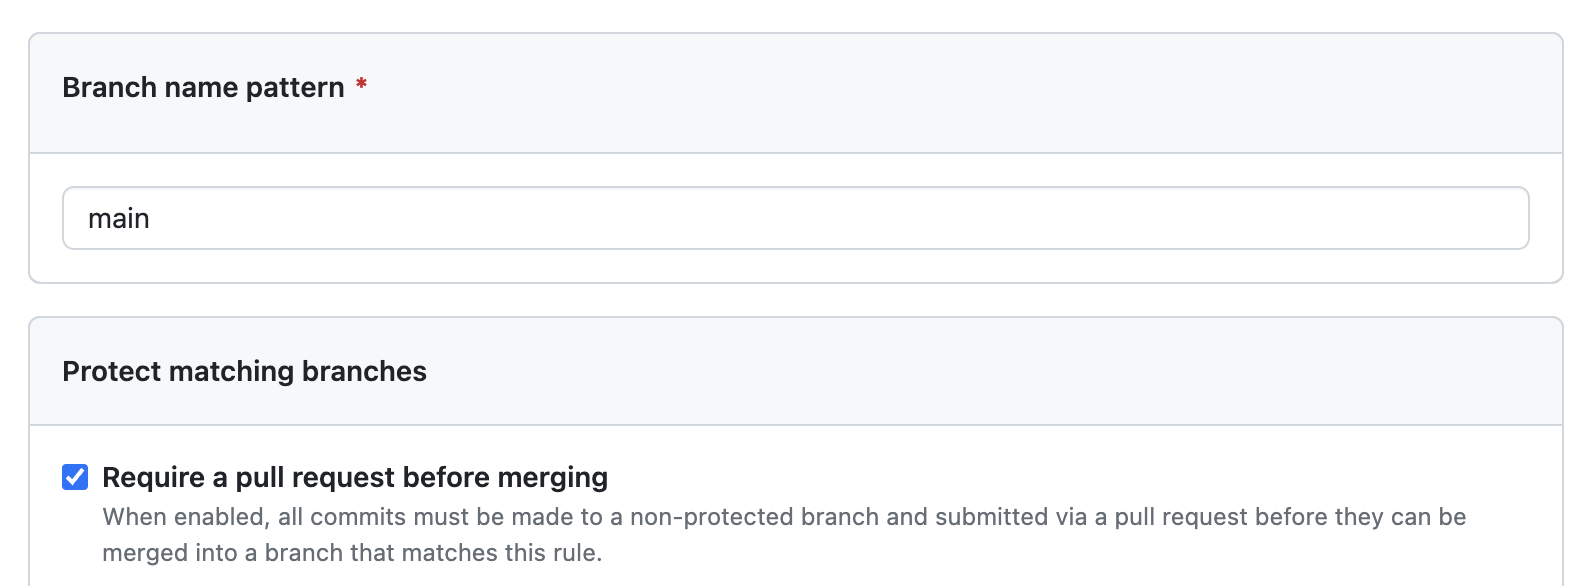 Branch name pattern *
main
Protect matching branches
Require a pull request before merging
When enabled, all commits must be made to a non-protected branch and submitted via a pull request before they can be
merged into a branch that matches this rule.